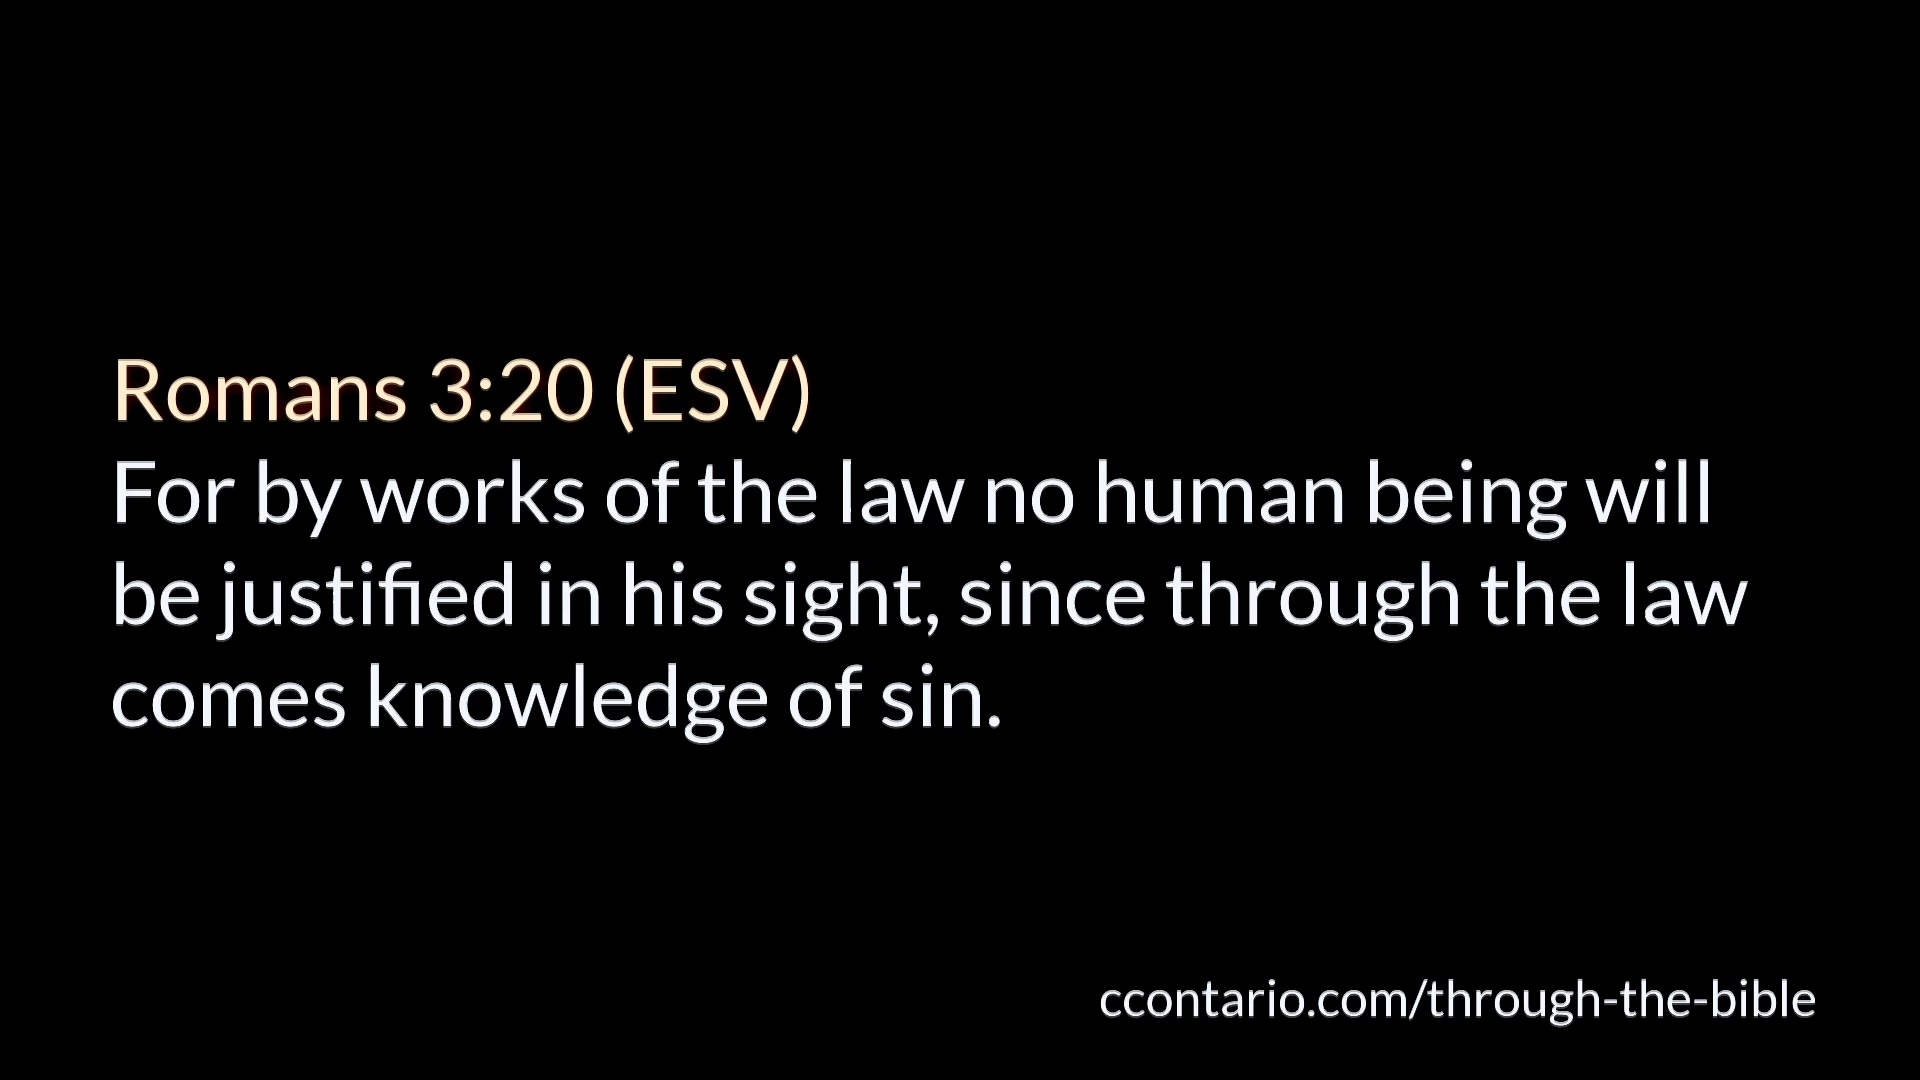 Romans 3:20 (ESV)
For by works of the law no human being will
be justified in his sight, since through the law
comes knowledge of sin.
ccontario.com/through-the-bible